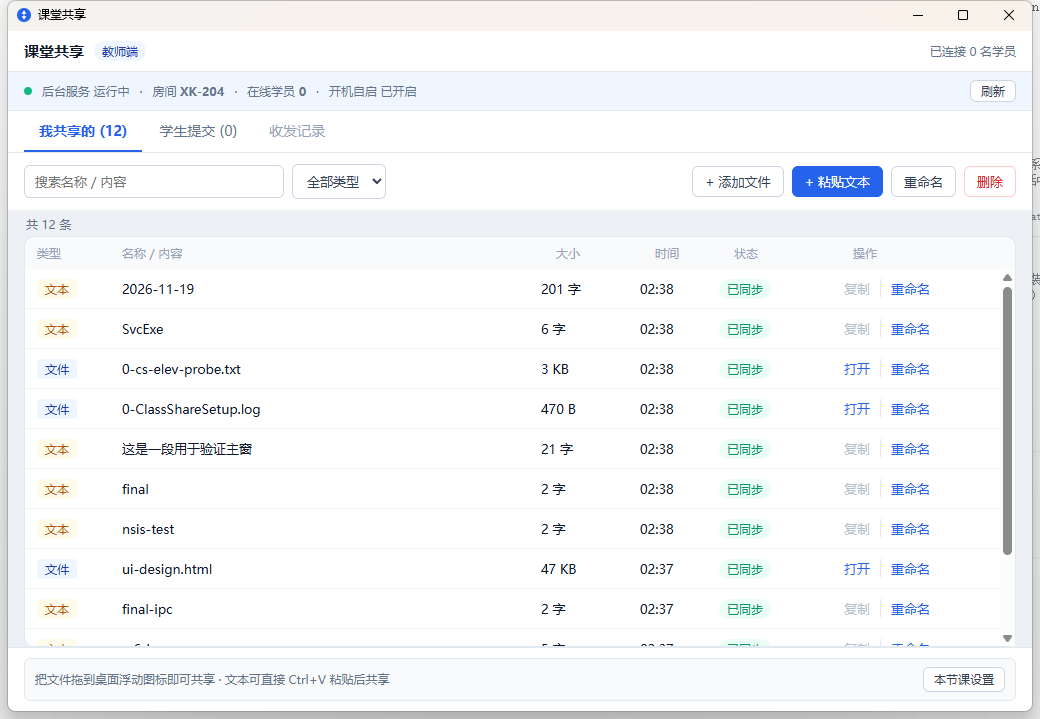 课堂共享
课堂共享 教师端 已连接 0 名学员
后台服务 运行中 · 房间 XK-204 · 在线学员 0 · 开机自启 已开启 刷新
我共享的 (12) 学生提交 (0) 收发记录
搜索名称 / 内容 全部类型 + 添加文件 + 粘贴文本 重命名 删除
共 12 条
类型 名称 / 内容 大小 时间 状态 操作
文本 2026-11-19 201 字 02:38 已同步 复制 重命名
文本 SvcExe 6 字 02:38 已同步 复制 重命名
文件 0-cs-elev-probe.txt 3 KB 02:38 已同步 打开 重命名
文件 0-ClassShareSetup.log 470 B 02:38 已同步 打开 重命名
文本 这是一段用于验证主窗 21 字 02:38 已同步 复制 重命名
文本 final 2 字 02:38 已同步 复制 重命名
文本 nsis-test 2 字 02:38 已同步 复制 重命名
文件 ui-design.html 47 KB 02:37 已同步 打开 重命名
文本 final-ipc 2 字 02:37 已同步 复制 重命名
把文件拖到桌面浮动图标即可共享 · 文本可直接 Ctrl+V 粘贴后共享 本节课设置